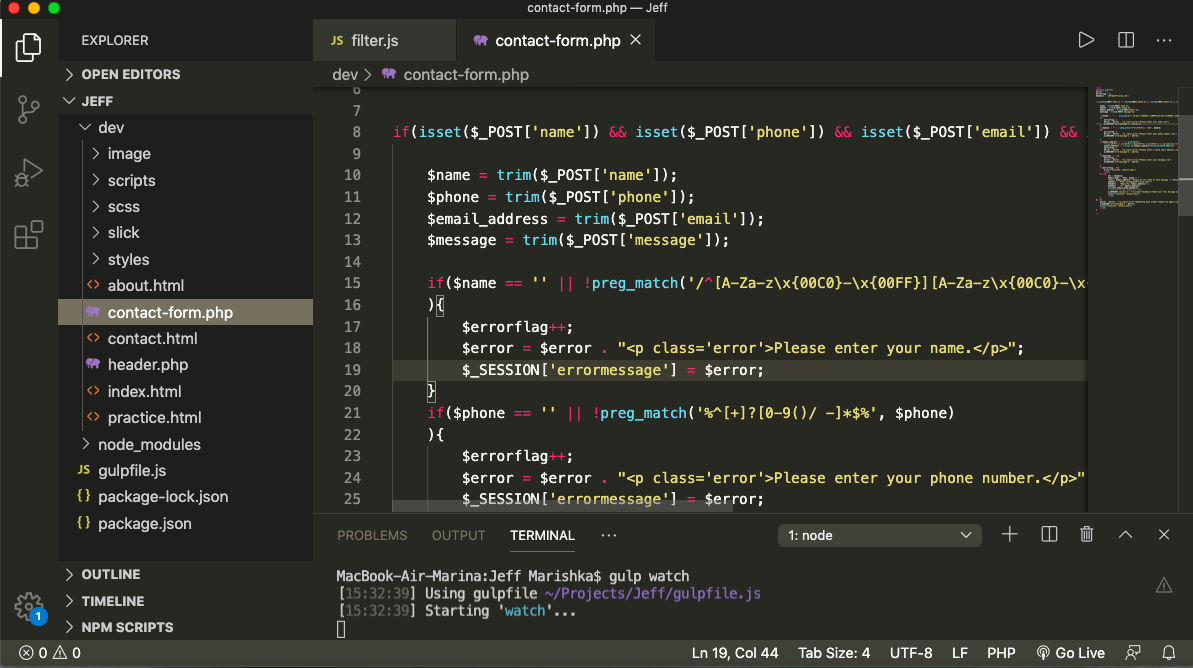 contact-form.php — Jeff
EXPLORER
OPEN EDITORS
JEFF
dev
image
scripts
scss
slick
styles
about.html
contact-form.php
contact.html
header.php
index.html
practice.html
node_modules
JS gulpfile.js
{} package-lock.json
{} package.json
OUTLINE
TIMELINE
NPM SCRIPTS
1
JS filter.js
contact-form.php
dev > contact-form.php
6
7
8 if(isset($_POST['name']) && isset($_POST['phone']) && isset($_POST['email']) &&
9
10 $name = trim($_POST['name']);
11 $phone = trim($_POST['phone']);
12 $email_address = trim($_POST['email']);
13 $message = trim($_POST['message']);
14
15 if($name == '' || !preg_match('/^[A-Za-z\x{00C0}-\x{00FF}][A-Za-z\x{00C0}-\x
16 ){
17 $errorflag++;
18 $error = $error . "<p class='error'>Please enter your name.</p>";
19 $_SESSION['errormessage'] = $error;
20 }
21 if($phone == '' || !preg_match('%^[+]?[0-9()/ -]*$%', $phone)
22 ){
23 $errorflag++;
24 $error = $error . "<p class='error'>Please enter your phone number.</p>"
25 $_SESSION['errormessage'] = $error;
PROBLEMS OUTPUT TERMINAL ...
1: node
MacBook-Air-Marina:Jeff Marishka$ gulp watch
[15:32:39] Using gulpfile ~/Projects/Jeff/gulpfile.js
[15:32:39] Starting 'watch'...
0 0
Ln 19, Col 44 Tab Size: 4 UTF-8 LF PHP Go Live